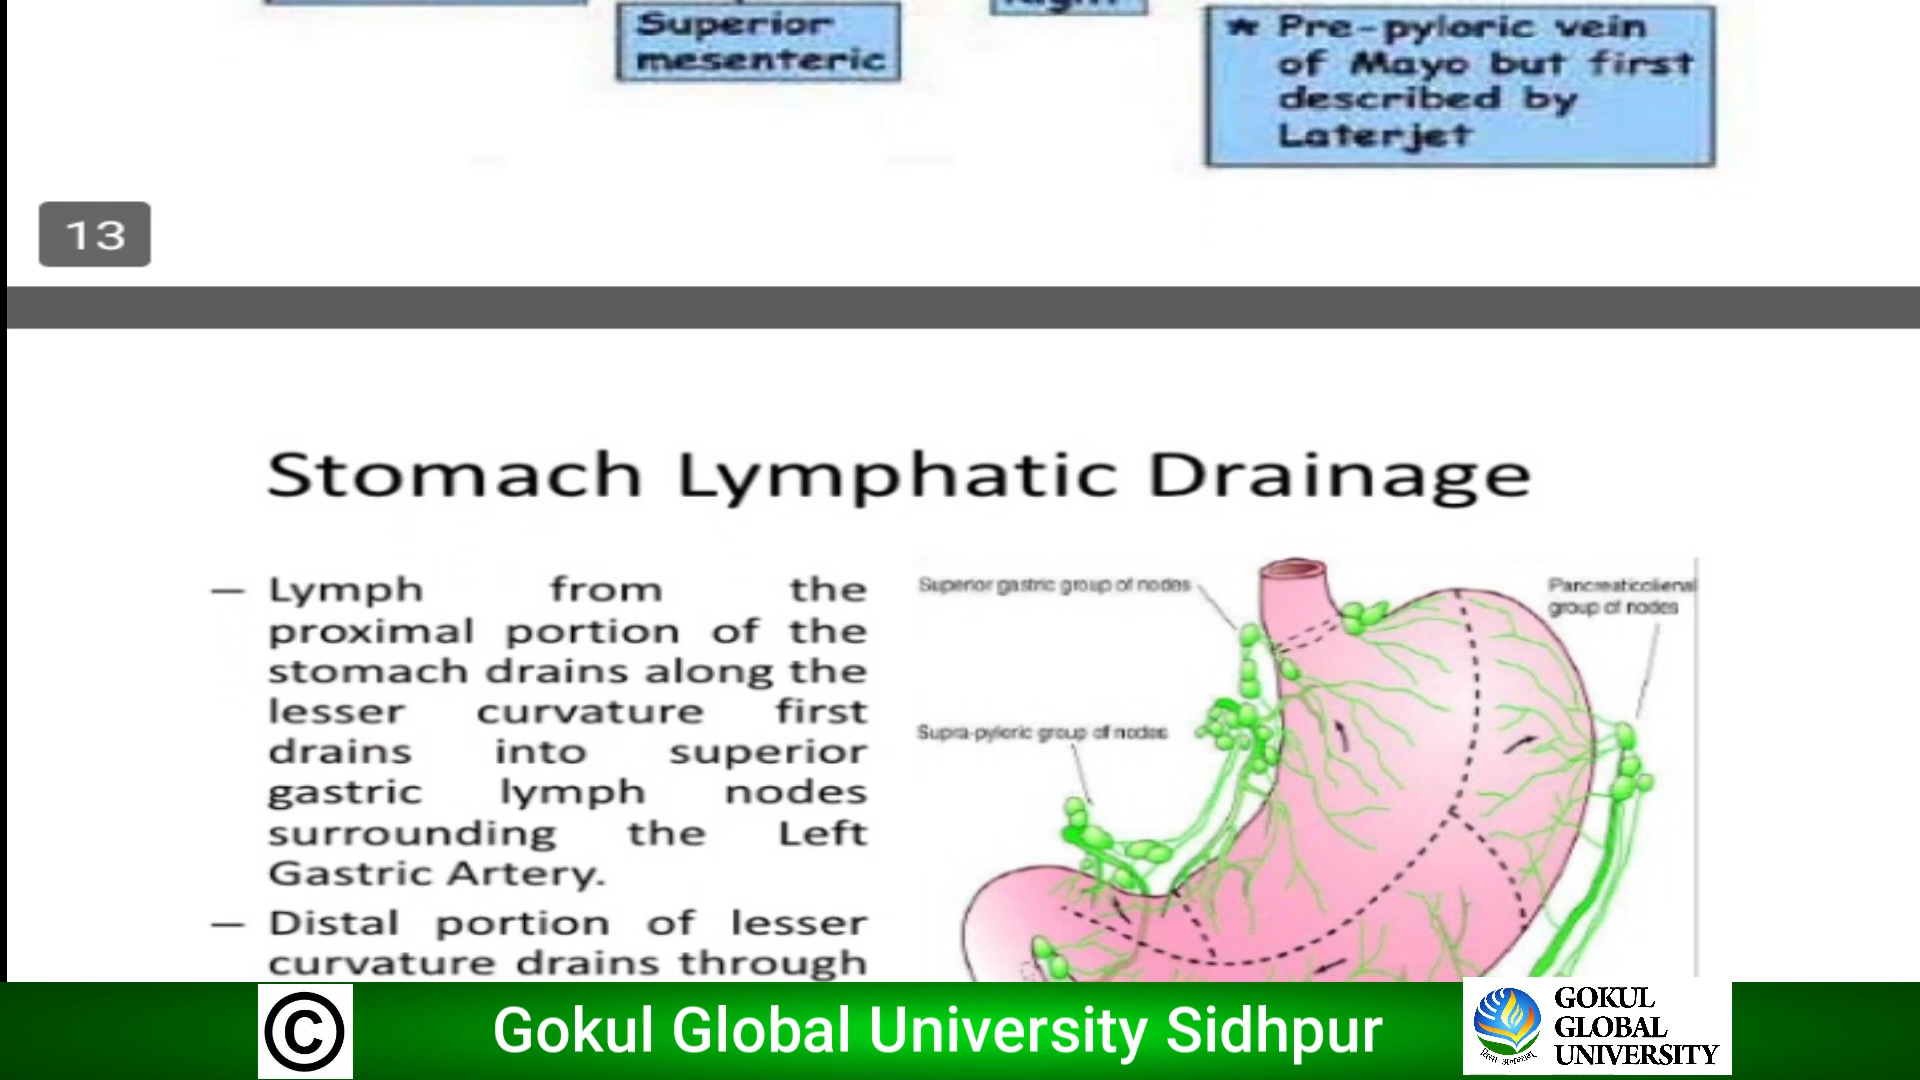 Superior
mesenteric
* Pre-pyloric vein
of Mayo but first
described by
Laterjet
13
Stomach Lymphatic Drainage
– Lymph from the
proximal portion of the
stomach drains along the
lesser curvature first
drains into superior
gastric lymph nodes
surrounding the Left
Gastric Artery.
– Distal portion of lesser
curvature drains through
Superior gastric group of nodes
Pancreaticolienal
group of nodes
Supra-pyloric group of nodes
© Gokul Global University Sidhpur
GOKUL
GLOBAL
UNIVERSITY